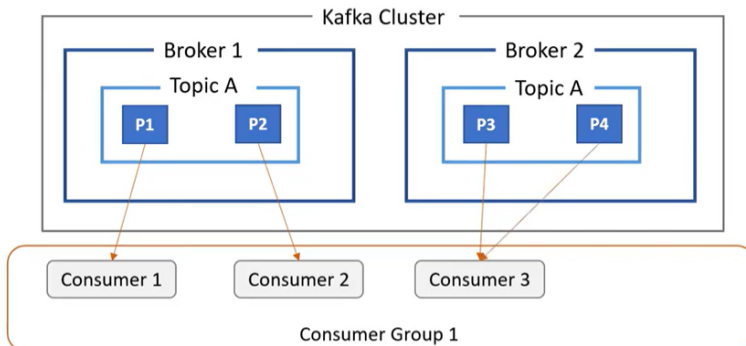 Kafka Cluster
Broker 1
Broker 2
Topic A
Topic A
P1
P2
P3
P4
Consumer 1
Consumer 2
Consumer 3
Consumer Group 1